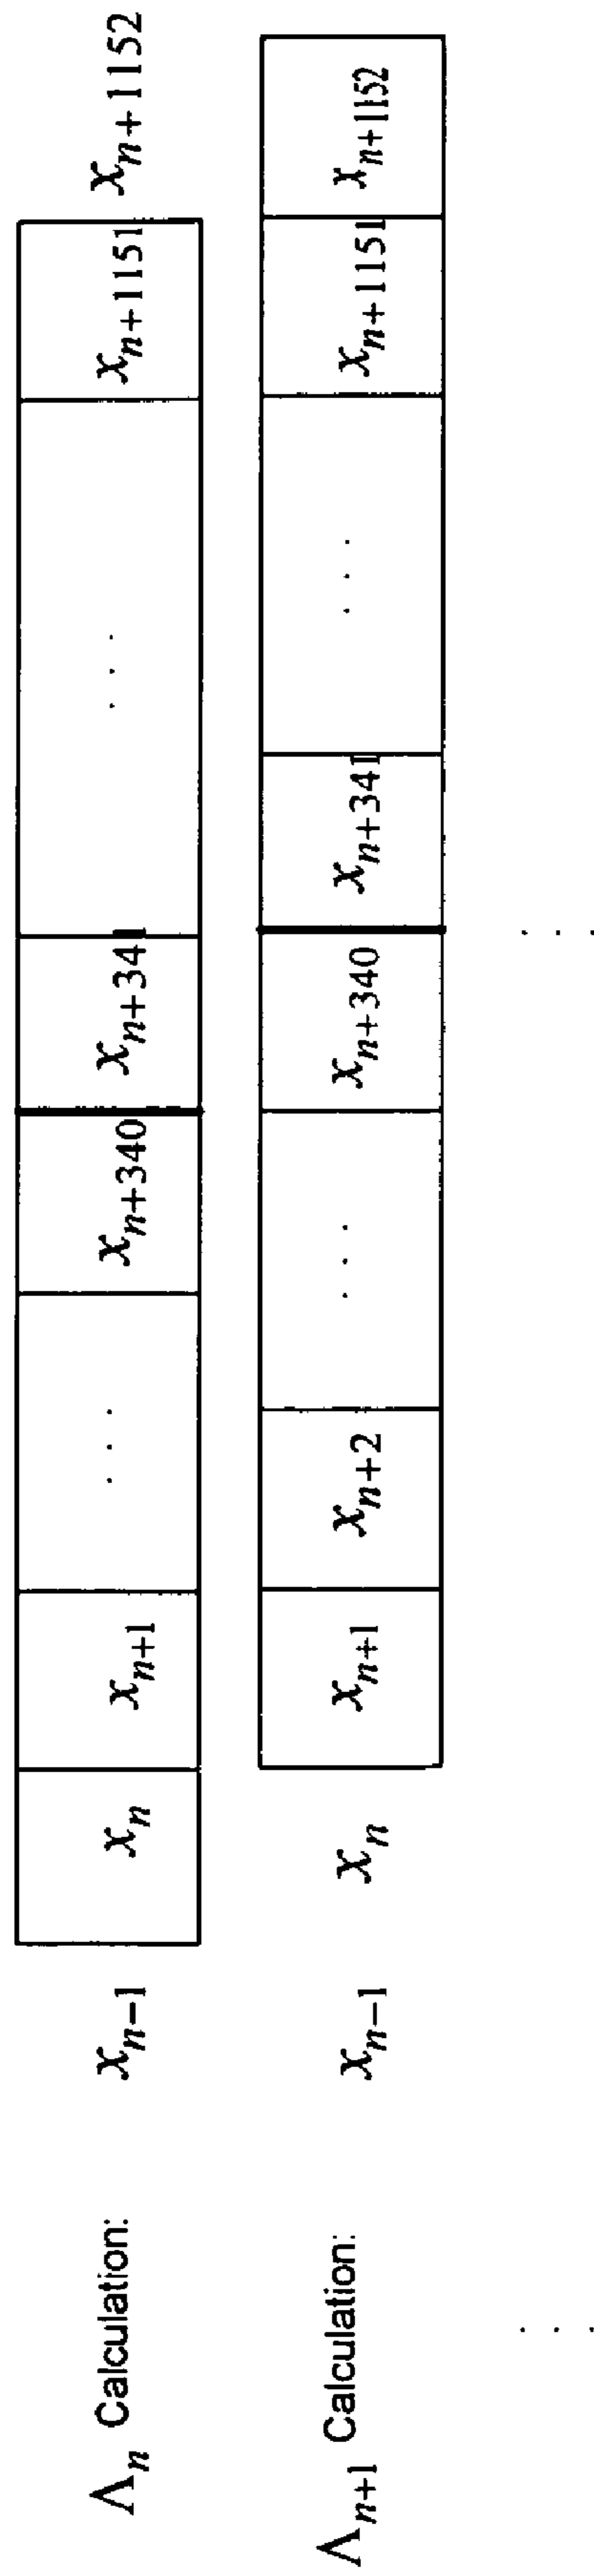 Λₙ Calculation: xₙ₋₁ xₙ xₙ₊₁ . . . xₙ₊₃₄₀ xₙ₊₃₄₁ . . . xₙ₊₁₁₅₁ xₙ₊₁₁₅₂
Λₙ₊₁ Calculation: xₙ₋₁ xₙ xₙ₊₁ xₙ₊₂ . . . xₙ₊₃₄₀ xₙ₊₃₄₁ . . . xₙ₊₁₁₅₁ xₙ₊₁₁₅₂
. . . . . .